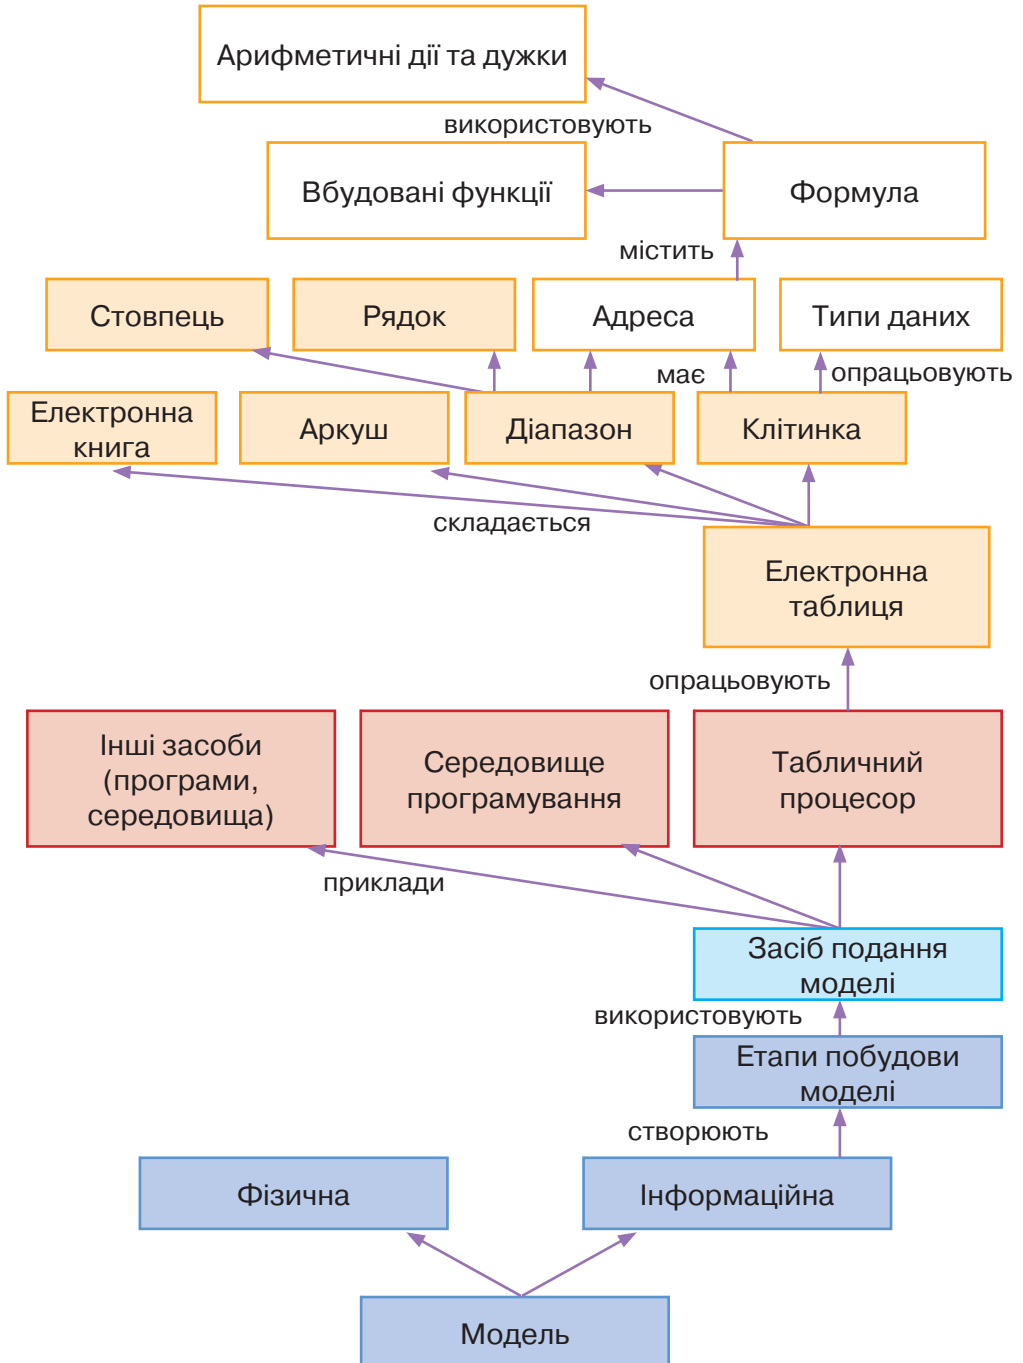 Арифметичні дії та дужки
використовують
Вбудовані функції
Формула
містить
Стовпець
Рядок
Адреса
Типи даних
має
опрацьовують
Електронна
книга
Аркуш
Діапазон
Клітинка
складається
Електронна
таблиця
опрацьовують
Інші засоби
(програми,
середовища)
Середовище
програмування
Табличний
процесор
приклади
Засіб подання
моделі
використовують
Етапи побудови
моделі
створюють
Фізична
Інформаційна
Модель